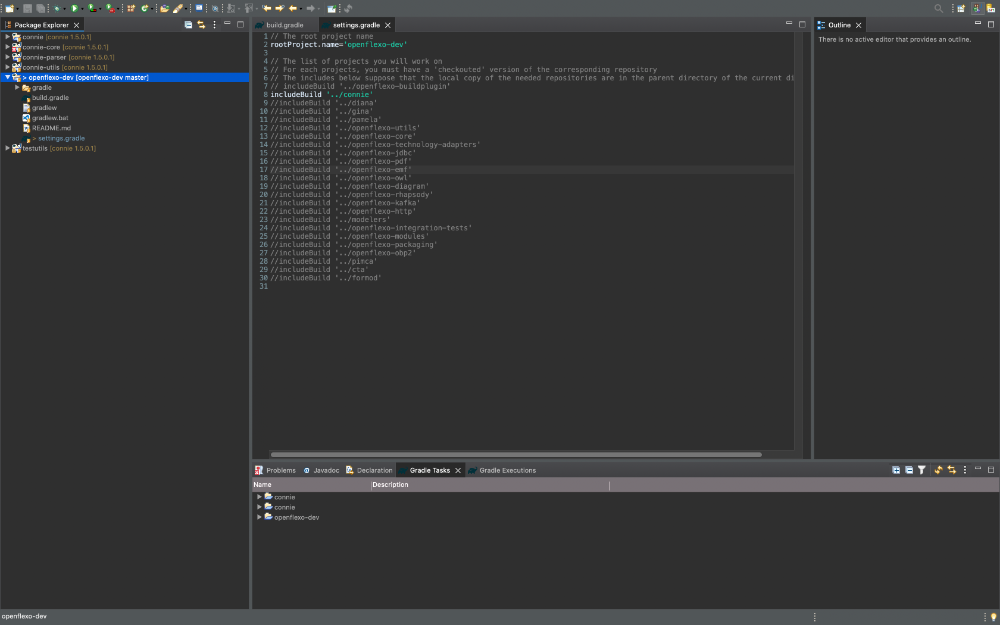 Package Explorer
connie [connie 1.5.0.1]
connie-core [connie 1.5.0.1]
connie-parser [connie 1.5.0.1]
connie-utils [connie 1.5.0.1]
> openflexo-dev [openflexo-dev master]
gradle
build.gradle
gradlew
gradlew.bat
README.md
> settings.gradle
testutils [connie 1.5.0.1]
build.gradle
settings.gradle
1 // The root project name
2 rootProject.name='openflexo-dev'
3
4 // The list of projects you will work on
5 // For each projects, you must have a 'checkouted' version of the corresponding repository
6 // The includes below suppose that the local copy of the needed repositories are in the parent directory of the current di
7 // includeBuild '../openflexo-buildplugin'
8 includeBuild '../connie'
9 //includeBuild '../diana'
10 //includeBuild '../gina'
11 //includeBuild '../pamela'
12 //includeBuild '../openflexo-utils'
13 //includeBuild '../openflexo-core'
14 //includeBuild '../openflexo-technology-adapters'
15 //includeBuild '../openflexo-jdbc'
16 //includeBuild '../openflexo-pdf'
17 //includeBuild '../openflexo-emf'
18 //includeBuild '../openflexo-owl'
19 //includeBuild '../openflexo-diagram'
20 //includeBuild '../openflexo-rhapsody'
21 //includeBuild '../openflexo-kafka'
22 //includeBuild '../openflexo-http'
23 //includeBuild '../modelers'
24 //includeBuild '../openflexo-integration-tests'
25 //includeBuild '../openflexo-modules'
26 //includeBuild '../openflexo-packaging'
27 //includeBuild '../openflexo-obp2'
28 //includeBuild '../pimca'
29 //includeBuild '../cta'
30 //includeBuild '../formod'
31
Outline
There is no active editor that provides an outline.
Problems
Javadoc
Declaration
Gradle Tasks
Gradle Executions
Name
Description
connie
connie
openflexo-dev
openflexo-dev